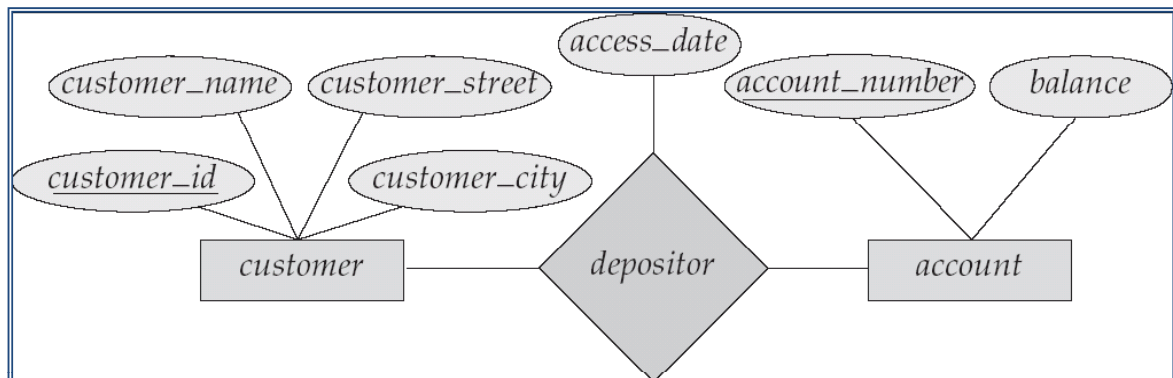 access_date
customer_name
customer_street
account_number
balance
customer_id
customer_city
customer
depositor
account